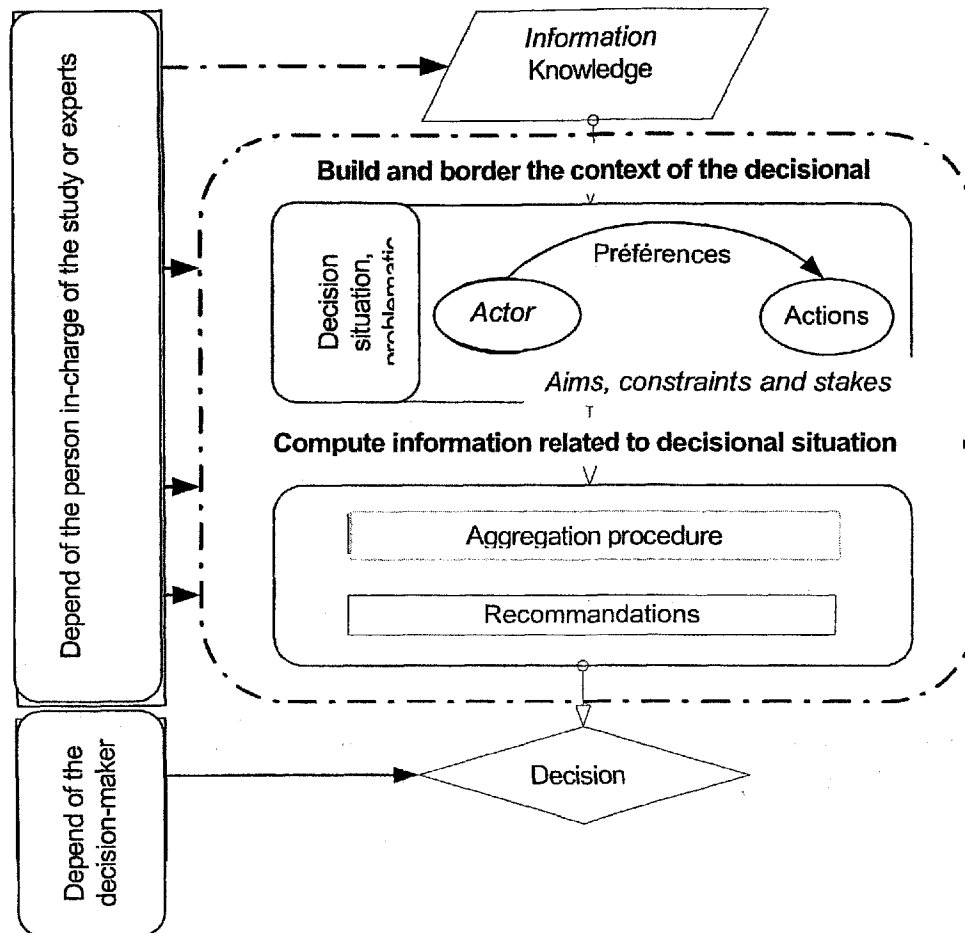 Depend of the person in-charge of the study or experts
Information
Knowledge
Build and border the context of the decisional
Decision
situation,
problematic
Préférences
Actor
Actions
Aims, constraints and stakes
Compute information related to decisional situation
Aggregation procedure
Recommandations
Depend of the
decision-maker
Decision